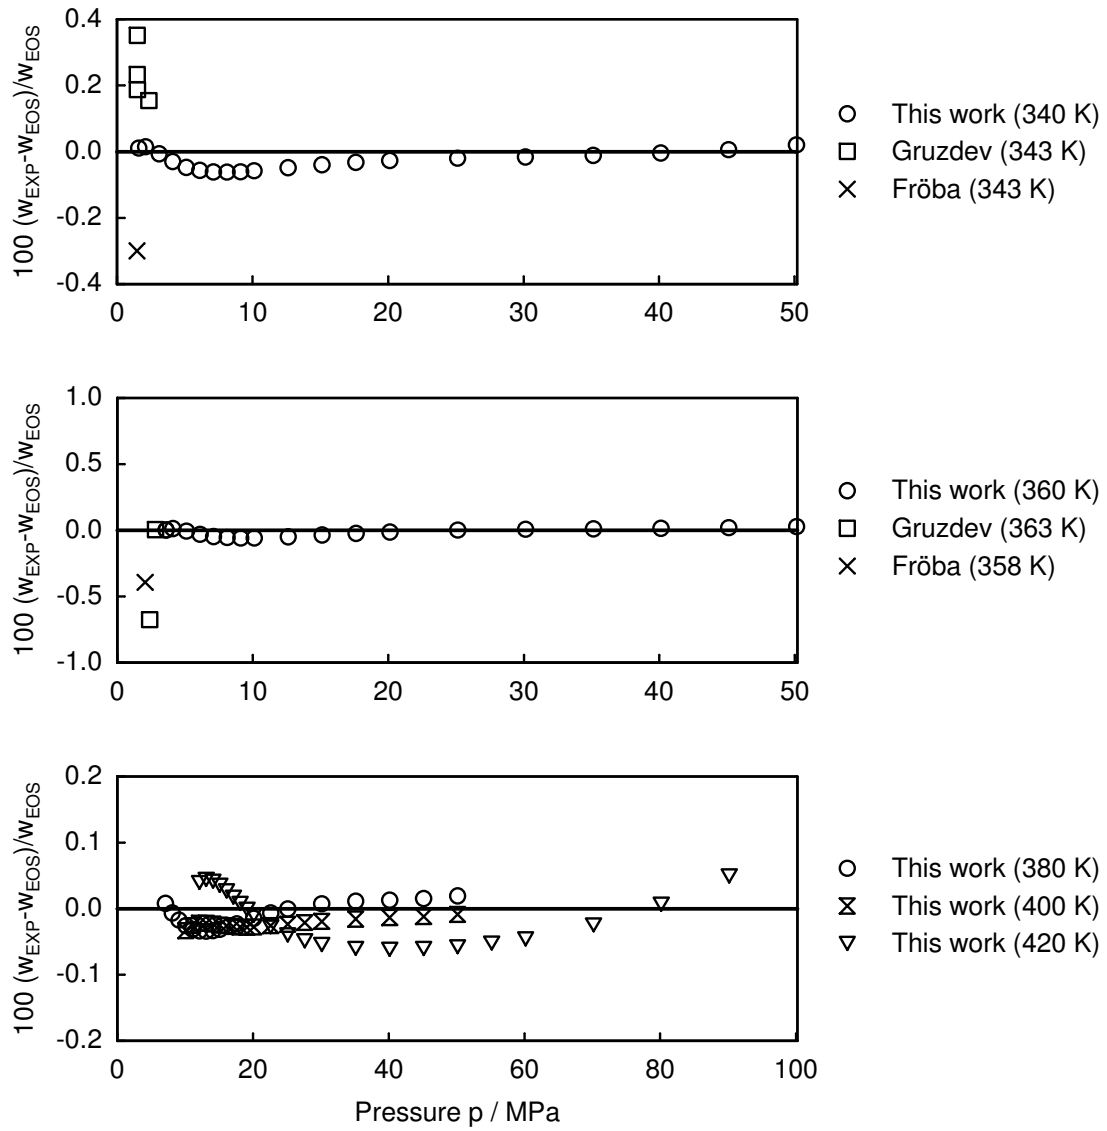 100 (wEXP-wEOS)/wEOS
0.4
0.2
0.0
-0.2
-0.4
0 10 20 30 40 50
This work (340 K)
Gruzdev (343 K)
Fröba (343 K)
100 (wEXP-wEOS)/wEOS
1.0
0.5
0.0
-0.5
-1.0
0 10 20 30 40 50
This work (360 K)
Gruzdev (363 K)
Fröba (358 K)
100 (wEXP-wEOS)/wEOS
0.2
0.1
0.0
-0.1
-0.2
0 20 40 60 80 100
This work (380 K)
This work (400 K)
This work (420 K)
Pressure p / MPa